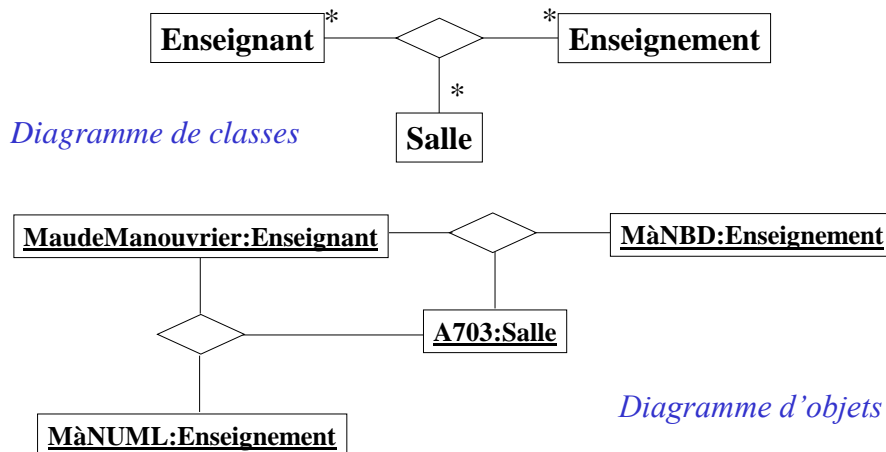 Enseignant * * Enseignement
*
Salle
Diagramme de classes
MaudeManouvrier:Enseignant
MàNBD:Enseignement
A703:Salle
MàNUML:Enseignement
Diagramme d’objets